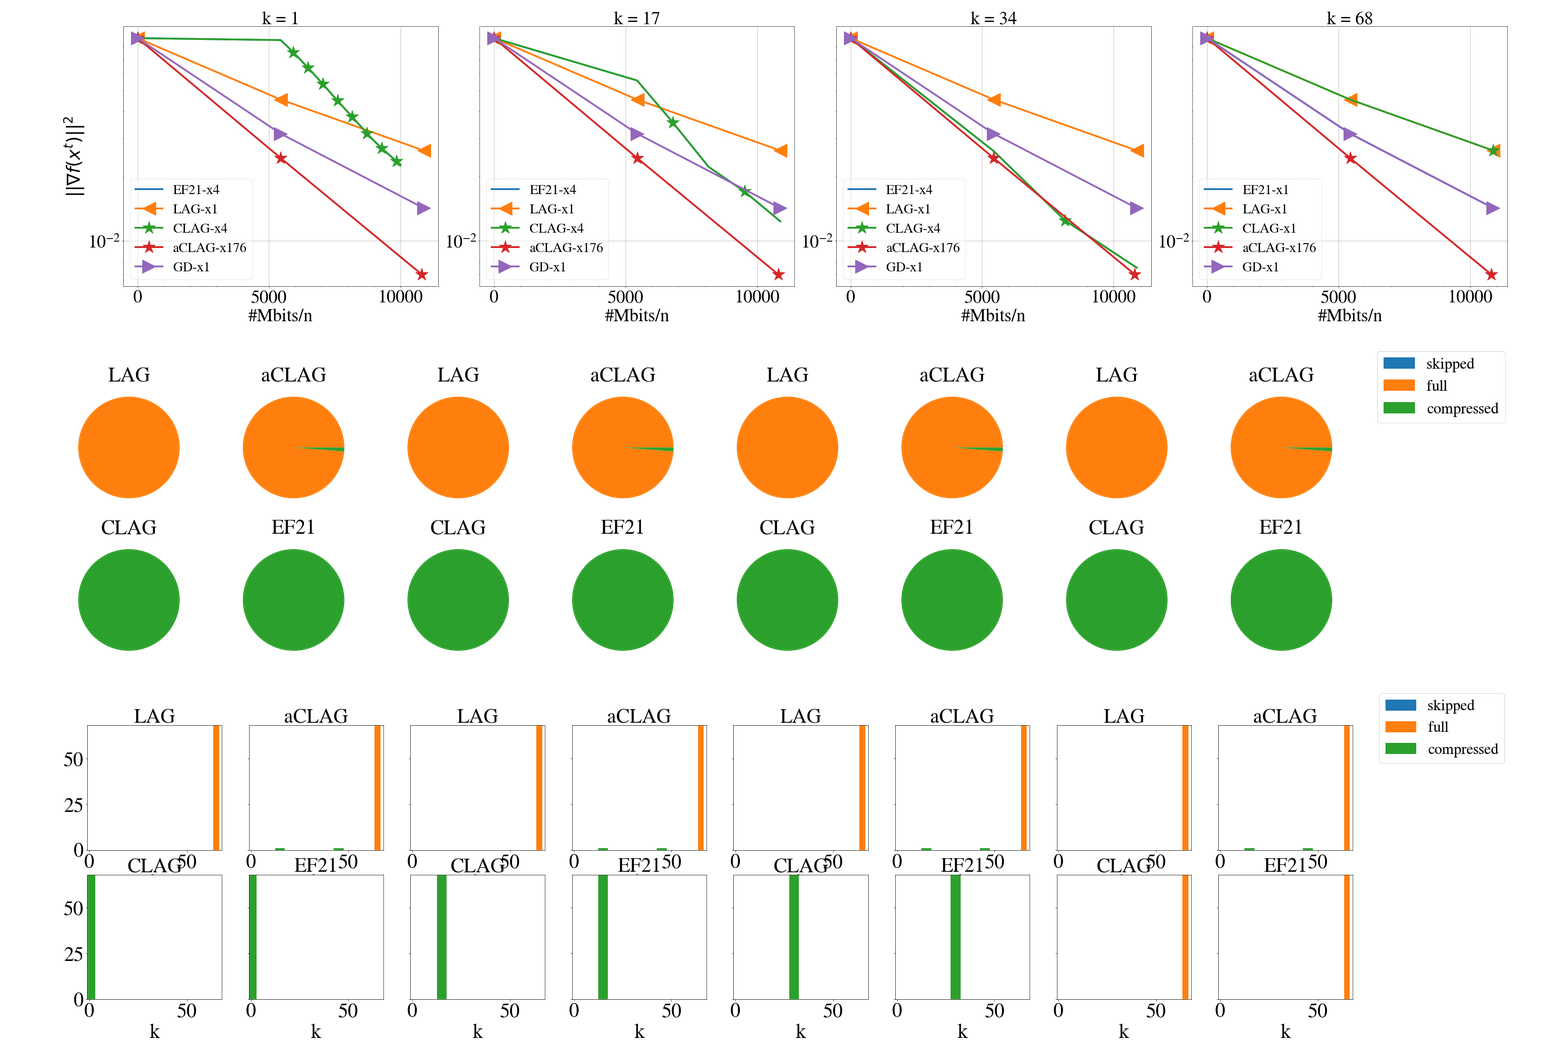 k = 1 k = 17 k = 34 k = 68
||∇f(x^t)||^2
EF21-x4
LAG-x1
CLAG-x4
aCLAG-x176
GD-x1
EF21-x4
LAG-x1
CLAG-x4
aCLAG-x176
GD-x1
EF21-x4
LAG-x1
CLAG-x4
aCLAG-x176
GD-x1
EF21-x1
LAG-x1
CLAG-x1
aCLAG-x176
GD-x1
10^−2 10^−2 10^−2 10^−2
0 5000 10000 0 5000 10000 0 5000 10000 0 5000 10000
#Mbits/n #Mbits/n #Mbits/n #Mbits/n
skipped
full
compressed
LAG aCLAG LAG aCLAG LAG aCLAG LAG aCLAG
CLAG EF21 CLAG EF21 CLAG EF21 CLAG EF21
skipped
full
compressed
LAG aCLAG LAG aCLAG LAG aCLAG LAG aCLAG
50
25
0
0 50 0 50 0 50 0 50 0 50 0 50 0 50 0 50
CLAG EF21 CLAG EF21 CLAG EF21 CLAG EF21
50
25
0
0 50 0 50 0 50 0 50 0 50 0 50 0 50 0 50
k k k k k k k k